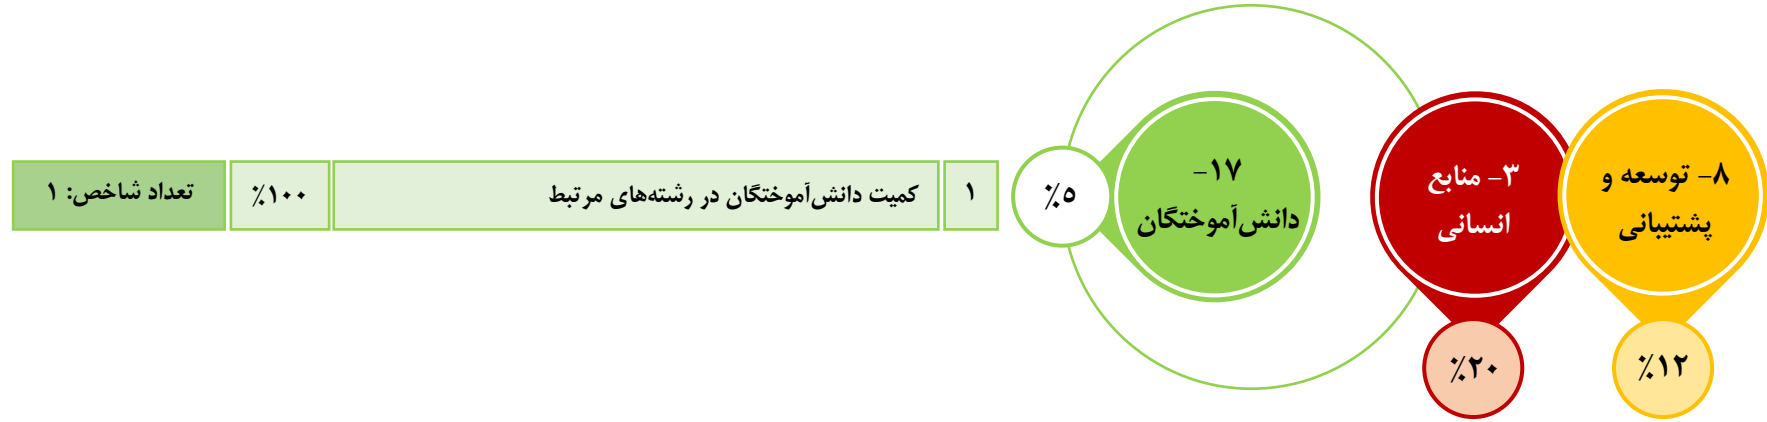 ۸- توسعه و
پشتیبانی
٪۱۲
۳- منابع
انسانی
٪۲۰
۱۷-
دانش‌آموختگان
٪۵
۱
کمیت دانش‌آموختگان در رشته‌های مرتبط
٪۱۰۰
تعداد شاخص: ۱